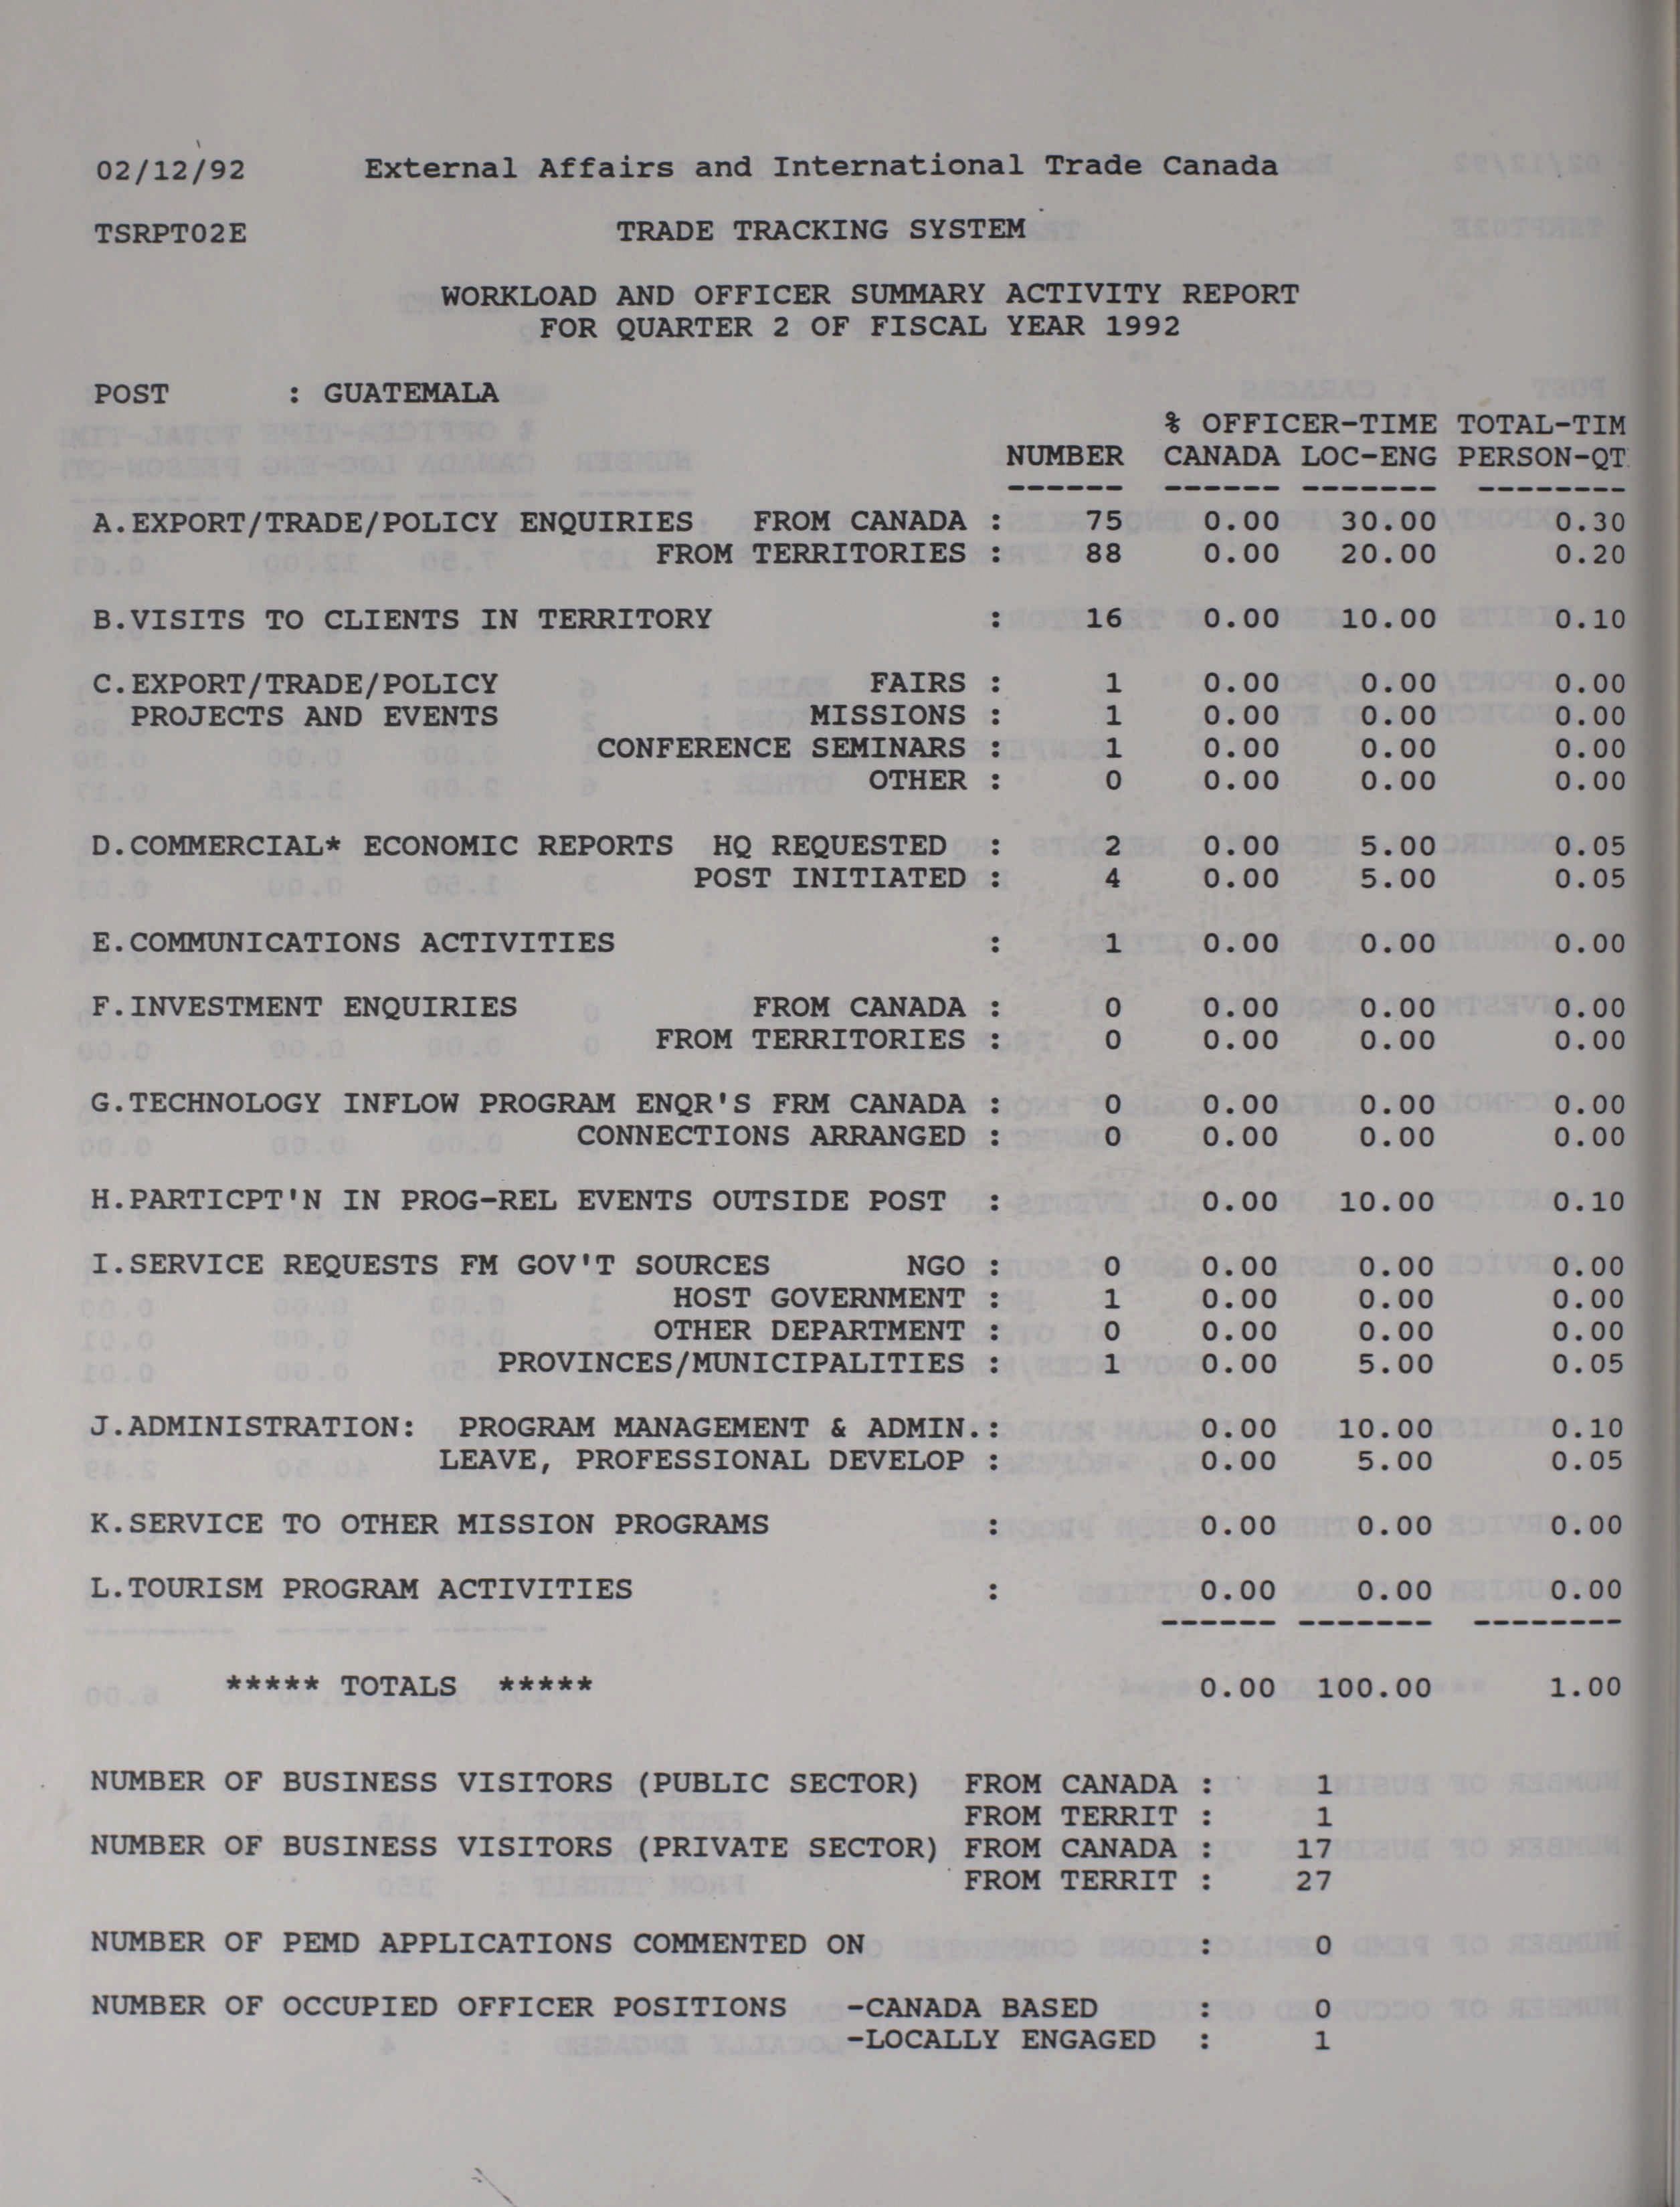 02/12/92 External Affairs and International Trade Canada
TSRPT02E TRADE TRACKING SYSTEM
WORKLOAD AND OFFICER SUMMARY ACTIVITY REPORT
FOR QUARTER 2 OF FISCAL YEAR 1992
POST : GUATEMALA
% OFFICER-TIME TOTAL-TIM
NUMBER CANADA LOC-ENG PERSON-QT
------ ------ ------- --------
A.EXPORT/TRADE/POLICY ENQUIRIES FROM CANADA : 75 0.00 30.00 0.30
FROM TERRITORIES : 88 0.00 20.00 0.20
B.VISITS TO CLIENTS IN TERRITORY : 16 0.00 10.00 0.10
C.EXPORT/TRADE/POLICY FAIRS : 1 0.00 0.00 0.00
PROJECTS AND EVENTS MISSIONS : 1 0.00 0.00 0.00
CONFERENCE SEMINARS : 1 0.00 0.00 0.00
OTHER : 0 0.00 0.00 0.00
D.COMMERCIAL* ECONOMIC REPORTS HQ REQUESTED : 2 0.00 5.00 0.05
POST INITIATED : 4 0.00 5.00 0.05
E.COMMUNICATIONS ACTIVITIES : 1 0.00 0.00 0.00
F.INVESTMENT ENQUIRIES FROM CANADA : 0 0.00 0.00 0.00
FROM TERRITORIES : 0 0.00 0.00 0.00
G.TECHNOLOGY INFLOW PROGRAM ENQR'S FRM CANADA : 0 0.00 0.00 0.00
CONNECTIONS ARRANGED : 0 0.00 0.00 0.00
H.PARTICPT'N IN PROG-REL EVENTS OUTSIDE POST : 0.00 10.00 0.10
I.SERVICE REQUESTS FM GOV'T SOURCES NGO : 0 0.00 0.00 0.00
HOST GOVERNMENT : 1 0.00 0.00 0.00
OTHER DEPARTMENT : 0 0.00 0.00 0.00
PROVINCES/MUNICIPALITIES : 1 0.00 5.00 0.05
J.ADMINISTRATION: PROGRAM MANAGEMENT & ADMIN.: 0.00 10.00 0.10
LEAVE, PROFESSIONAL DEVELOP : 0.00 5.00 0.05
K.SERVICE TO OTHER MISSION PROGRAMS : 0.00 0.00 0.00
L.TOURISM PROGRAM ACTIVITIES : 0.00 0.00 0.00
------ ------- --------
***** TOTALS ***** 0.00 100.00 1.00
NUMBER OF BUSINESS VISITORS (PUBLIC SECTOR) FROM CANADA : 1
FROM TERRIT : 1
NUMBER OF BUSINESS VISITORS (PRIVATE SECTOR) FROM CANADA : 17
FROM TERRIT : 27
NUMBER OF PEMD APPLICATIONS COMMENTED ON : 0
NUMBER OF OCCUPIED OFFICER POSITIONS -CANADA BASED : 0
-LOCALLY ENGAGED : 1